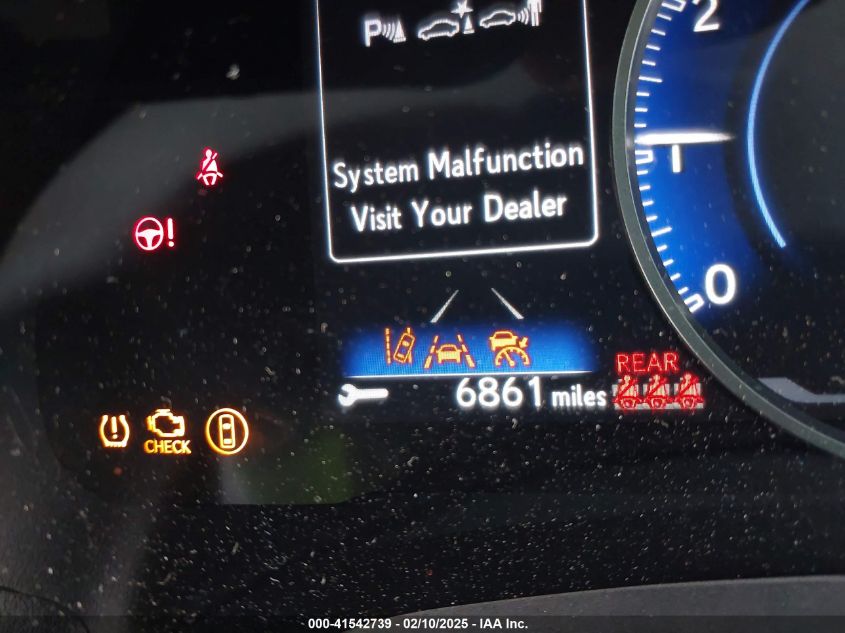 P
2
System Malfunction
Visit Your Dealer
1
0
REAR
6861 miles
CHECK
000-41542739 - 02/10/2025 - IAA Inc.